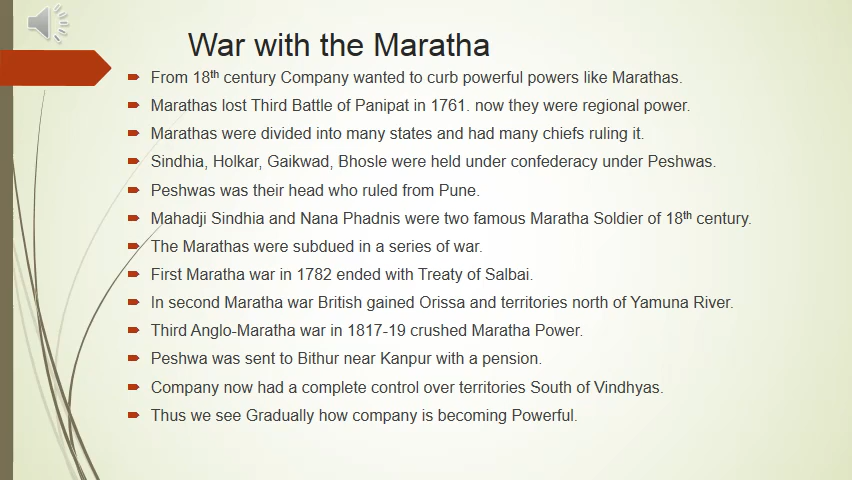 War with the Maratha
From 18th century Company wanted to curb powerful powers like Marathas.
Marathas lost Third Battle of Panipat in 1761. now they were regional power.
Marathas were divided into many states and had many chiefs ruling it.
Sindhia, Holkar, Gaikwad, Bhosle were held under confederacy under Peshwas.
Peshwas was their head who ruled from Pune.
Mahadji Sindhia and Nana Phadnis were two famous Maratha Soldier of 18th century.
The Marathas were subdued in a series of war.
First Maratha war in 1782 ended with Treaty of Salbai.
In second Maratha war British gained Orissa and territories north of Yamuna River.
Third Anglo-Maratha war in 1817-19 crushed Maratha Power.
Peshwa was sent to Bithur near Kanpur with a pension.
Company now had a complete control over territories South of Vindhyas.
Thus we see Gradually how company is becoming Powerful.